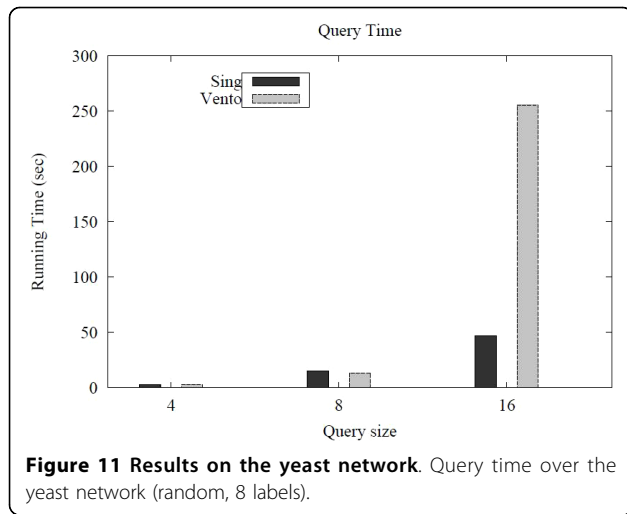 Query Time
300
250
200
150
100
50
0
Running Time (sec)
Sing
Vento
4 8 16
Query size
Figure 11 Results on the yeast network. Query time over the
yeast network (random, 8 labels).